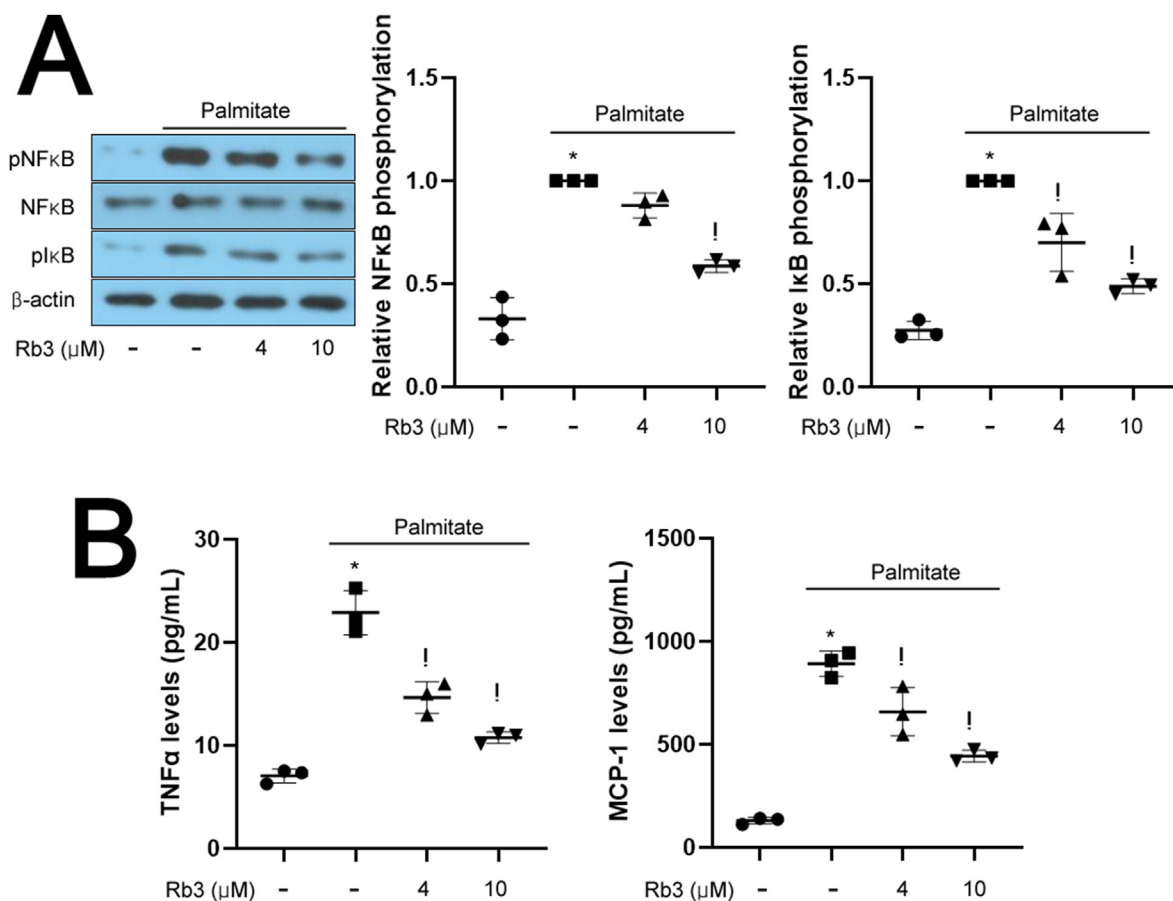 A
Palmitate
pNFκB
NFκB
pIκB
β-actin
Rb3 (μM) - - 4 10
Relative NFκB phosphorylation
1.5
1.0
0.5
0.0
Palmitate
*
!
Rb3 (μM) - - 4 10
Relative IκB phosphorylation
1.5
1.0
0.5
0.0
Palmitate
*
!
!
Rb3 (μM) - - 4 10
B
TNFα levels (pg/mL)
30
20
10
0
Palmitate
*
!
!
Rb3 (μM) - - 4 10
MCP-1 levels (pg/mL)
1500
1000
500
0
Palmitate
*
!
!
Rb3 (μM) - - 4 10